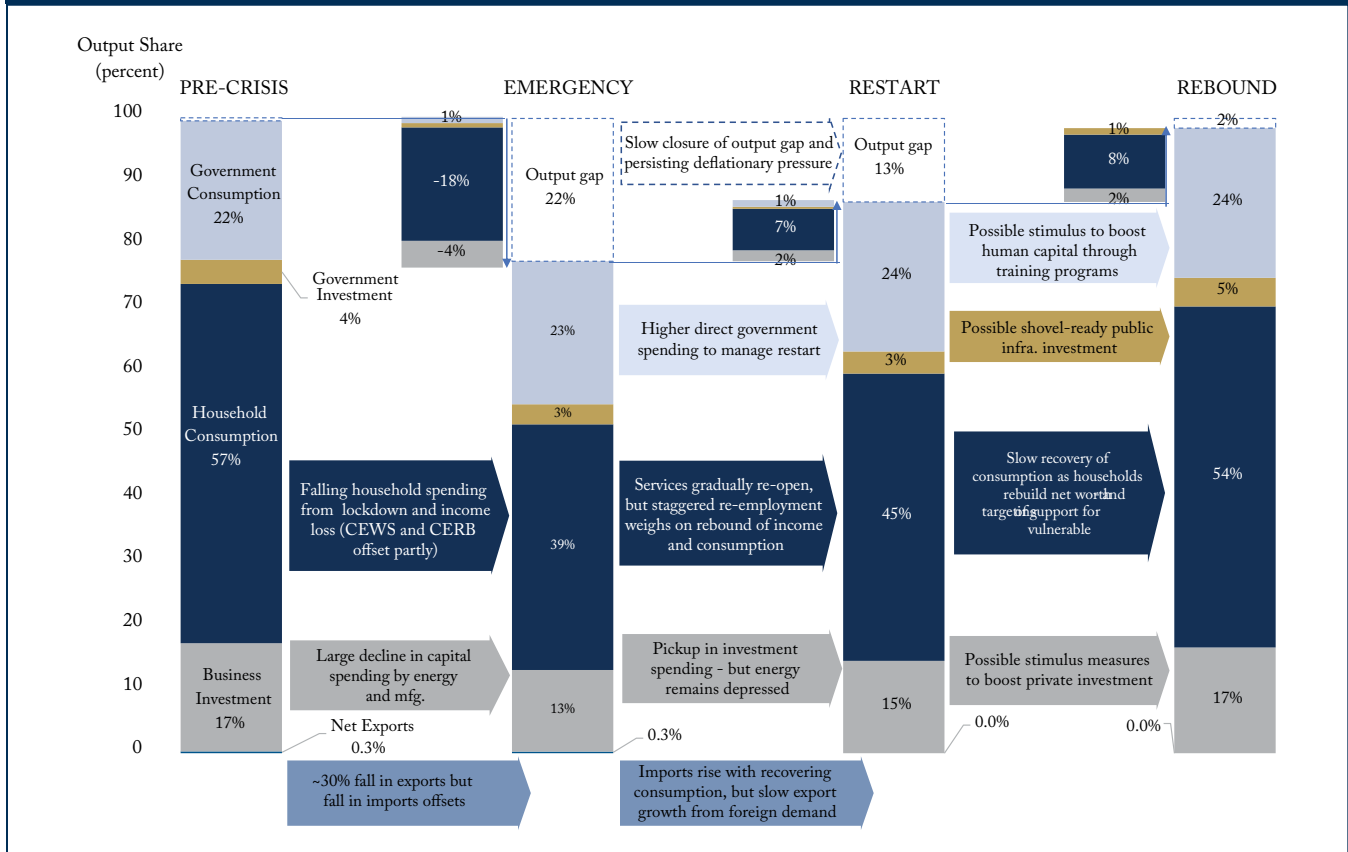 Output Share
(percent)
PRE-CRISIS
EMERGENCY
RESTART
REBOUND
100
90
80
70
60
50
40
30
20
10
0
Government
Consumption
22%
Government
Investment
4%
Household
Consumption
57%
Business
Investment
17%
Net Exports
0.3%
1%
-18%
-4%
Falling household spending
from lockdown and income
loss (CEWS and CERB
offset partly)
Large decline in capital
spending by energy
and mfg.
~30% fall in exports but
fall in imports offsets
Output gap
22%
23%
3%
39%
13%
0.3%
Slow closure of output gap and
persisting deflationary pressure
1%
7%
2%
Higher direct government
spending to manage restart
Services gradually re-open,
but staggered re-employment
weighs on rebound of income
and consumption
Pickup in investment
spending - but energy
remains depressed
Imports rise with recovering
consumption, but slow export
growth from foreign demand
Output gap
13%
24%
3%
45%
15%
0.0%
1%
8%
2%
Possible stimulus to boost
human capital through
training programs
Possible shovel-ready public
infra. investment
Slow recovery of
consumption as households
rebuild net worth and
targeting of support for
vulnerable
Possible stimulus measures
to boost private investment
2%
24%
5%
54%
17%
0.0%